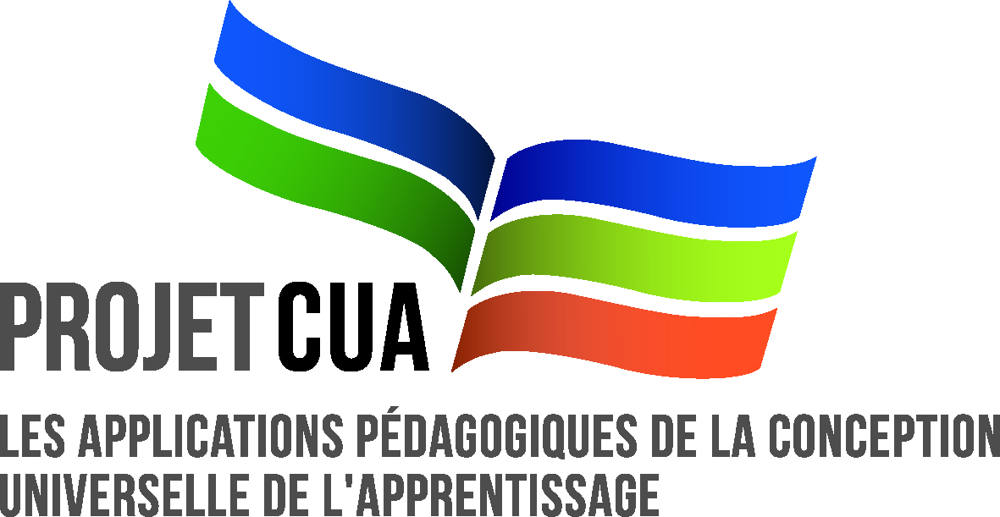 PROJET CUA
LES APPLICATIONS PÉDAGOGIQUES DE LA CONCEPTION
UNIVERSELLE DE L'APPRENTISSAGE